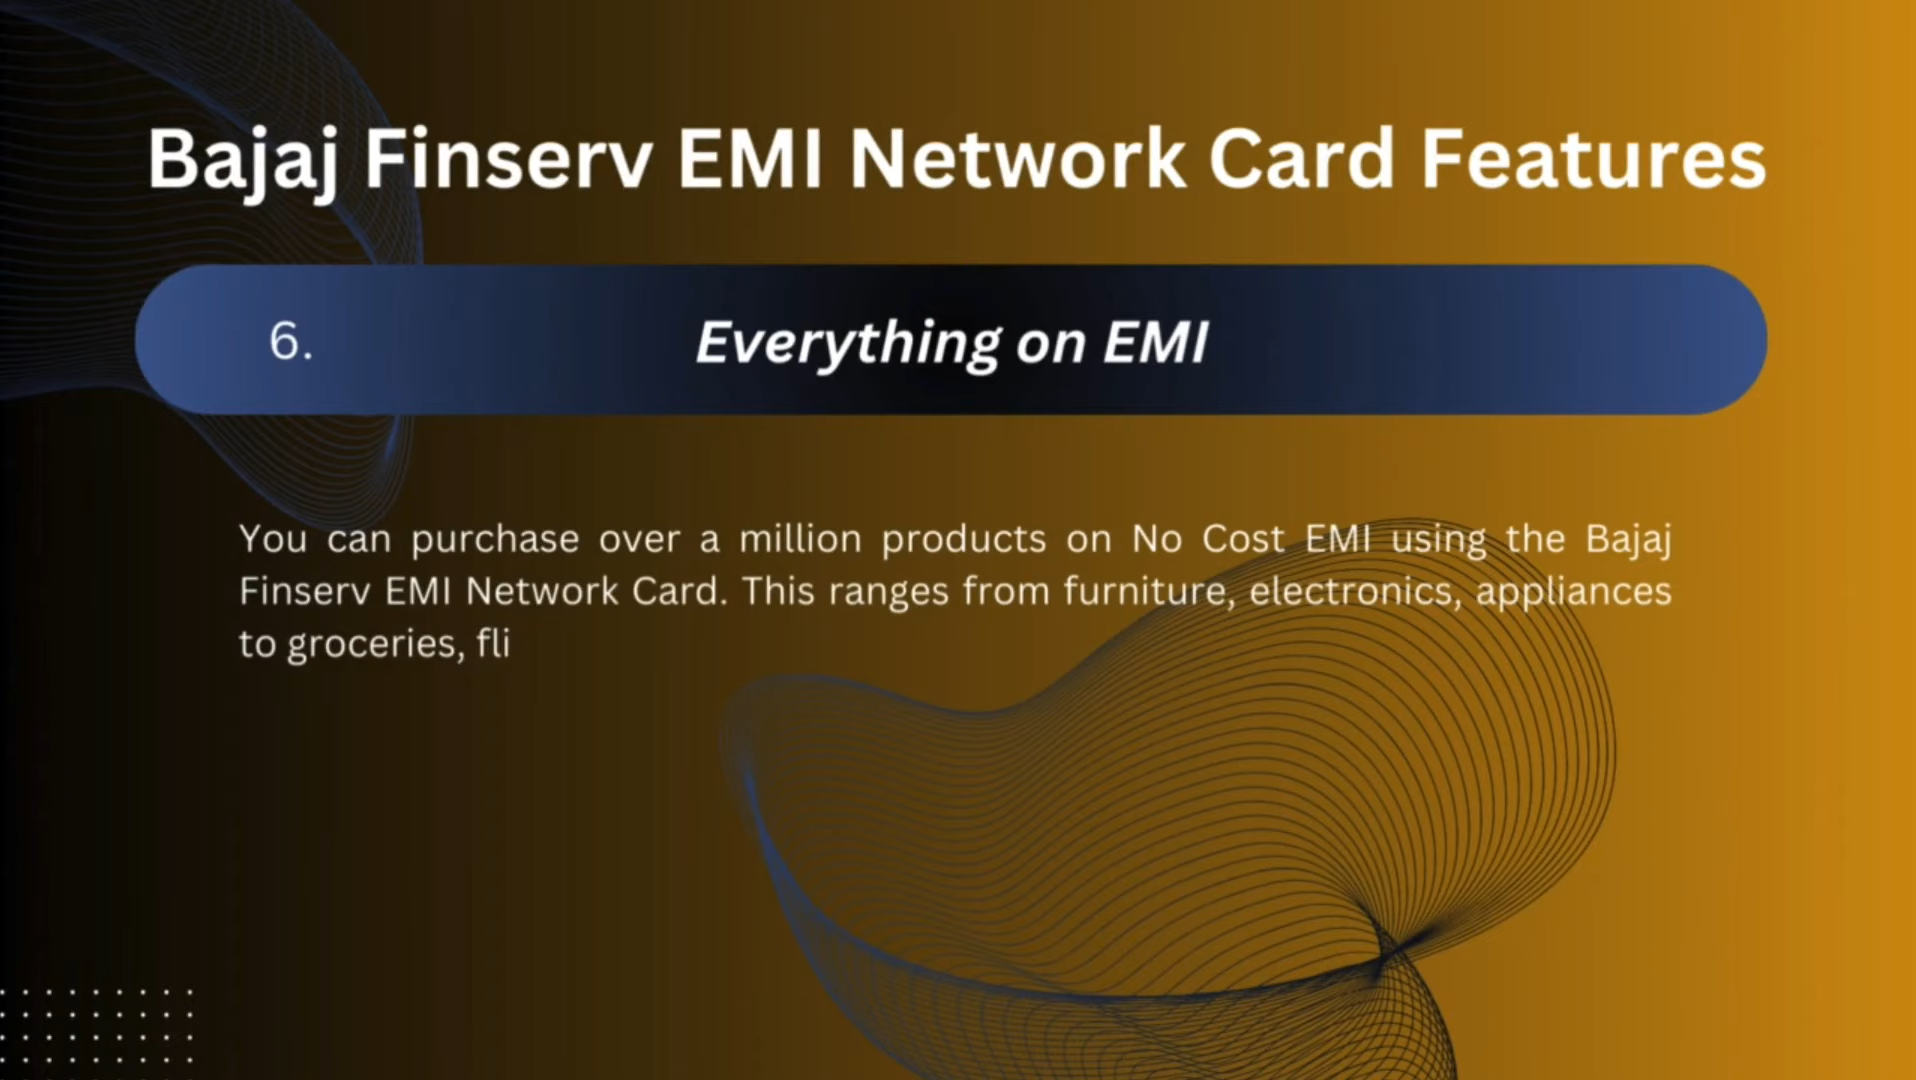 Bajaj Finserv EMI Network Card Features
6.
Everything on EMI
You can purchase over a million products on No Cost EMI using the Bajaj
Finserv EMI Network Card. This ranges from furniture, electronics, appliances
to groceries, fli